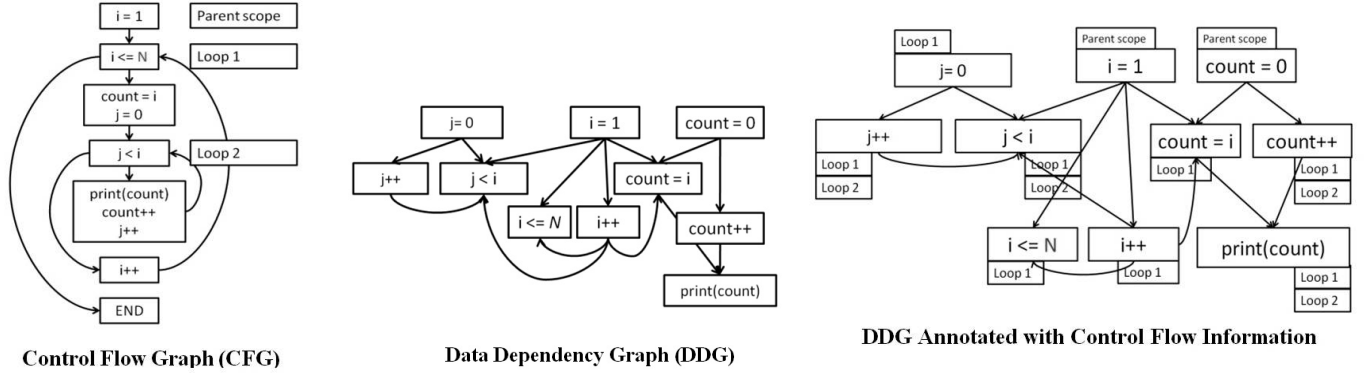 i = 1
Parent scope
i <= N
Loop 1
count = i
j = 0
j < i
Loop 2
print(count)
count++
j++
i++
END
Control Flow Graph (CFG)
j= 0
i = 1
count = 0
j++
j < i
count = i
i <= N
i++
count++
print(count)
Data Dependency Graph (DDG)
Loop 1
j= 0
Parent scope
i = 1
Parent scope
count = 0
j++
Loop 1
Loop 2
j < i
Loop 1
Loop 2
count = i
Loop 1
count++
Loop 1
Loop 2
i <= N
Loop 1
i++
Loop 1
print(count)
Loop 1
Loop 2
DDG Annotated with Control Flow Information